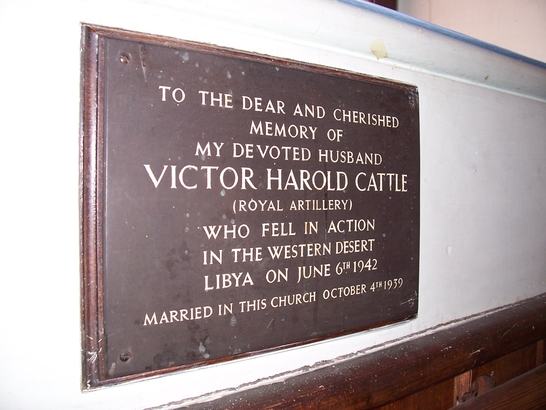 TO THE DEAR AND CHERISHED
MEMORY OF
MY DEVOTED HUSBAND
VICTOR HAROLD CATTLE
(ROYAL ARTILLERY)
WHO FELL IN ACTION
IN THE WESTERN DESERT
LIBYA ON JUNE 6TH 1942
MARRIED IN THIS CHURCH OCTOBER 4TH 1939